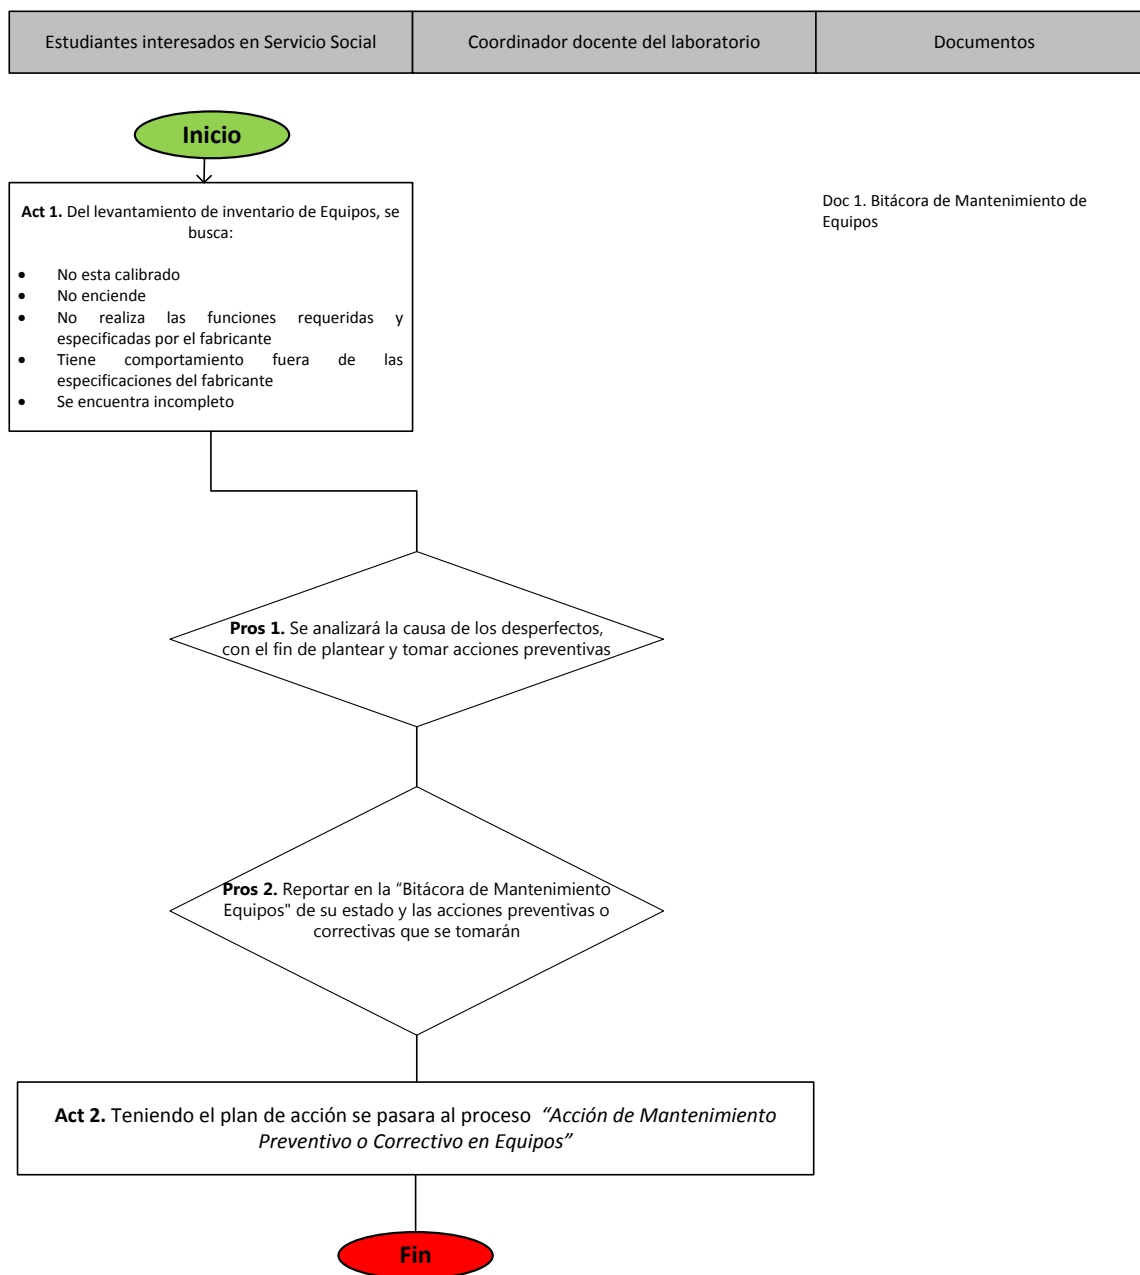 Estudiantes interesados en Servicio Social
Coordinador docente del laboratorio
Documentos
Inicio
Act 1. Del levantamiento de inventario de Equipos, se
busca:
• No esta calibrado
• No enciende
• No realiza las funciones requeridas y
especificadas por el fabricante
• Tiene comportamiento fuera de las
especificaciones del fabricante
• Se encuentra incompleto
Doc 1. Bitácora de Mantenimiento de
Equipos
Pros 1. Se analizará la causa de los desperfectos,
con el fin de plantear y tomar acciones preventivas
Pros 2. Reportar en la “Bitácora de Mantenimiento
Equipos" de su estado y las acciones preventivas o
correctivas que se tomarán
Act 2. Teniendo el plan de acción se pasara al proceso “Acción de Mantenimiento
Preventivo o Correctivo en Equipos”
Fin